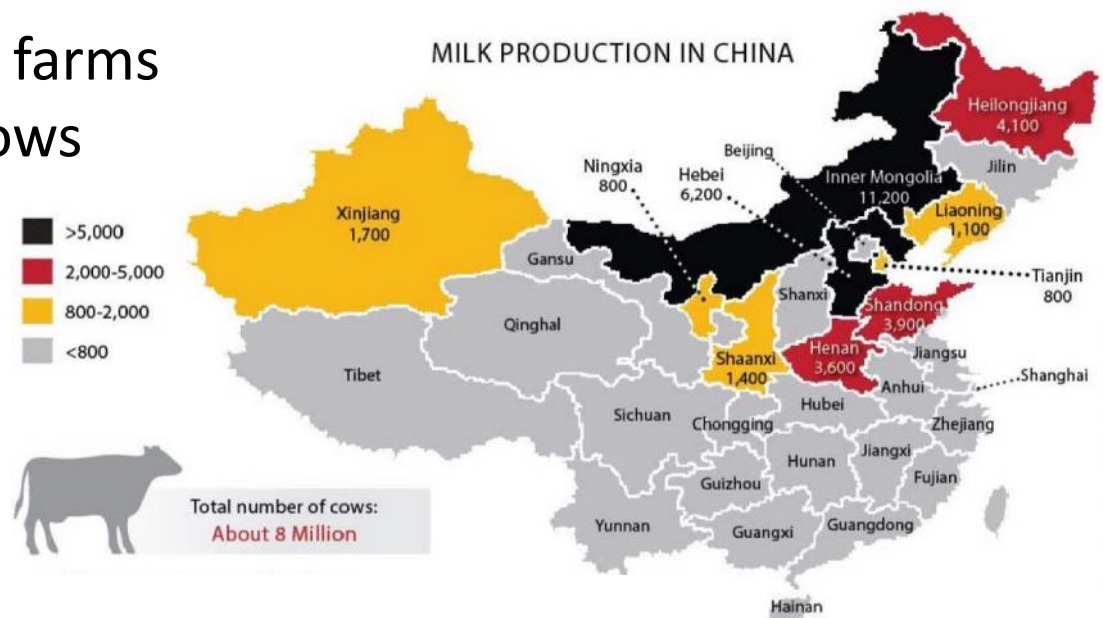 farms
ows
MILK PRODUCTION IN CHINA
>5,000
2,000-5,000
800-2,000
<800
Heilongjiang
4,100
Jilin
Beijing
Ningxia
800
Hebei
6,200
Inner Mongolia
11,200
Liaoning
1,100
Xinjiang
1,700
Gansu
Tianjin
800
Shanxi
Shandong
3,900
Qinghal
Shaanxi
1,400
Henan
3,600
Jiangsu
Tibet
Anhui
Shanghai
Sichuan
Chongging
Hubei
Zhejiang
Hunan
Jiangxi
Guizhou
Fujian
Yunnan
Guangxi
Guangdong
Hainan
Total number of cows:
About 8 Million